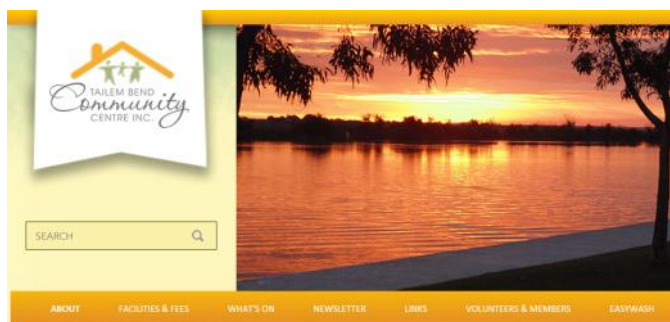 TAILEM BEND
Community
CENTRE INC.
SEARCH
ABOUT FACILITIES & FEES WHAT'S ON NEWSLETTER LINKS VOLUNTEERS & MEMBERS EASYWASH